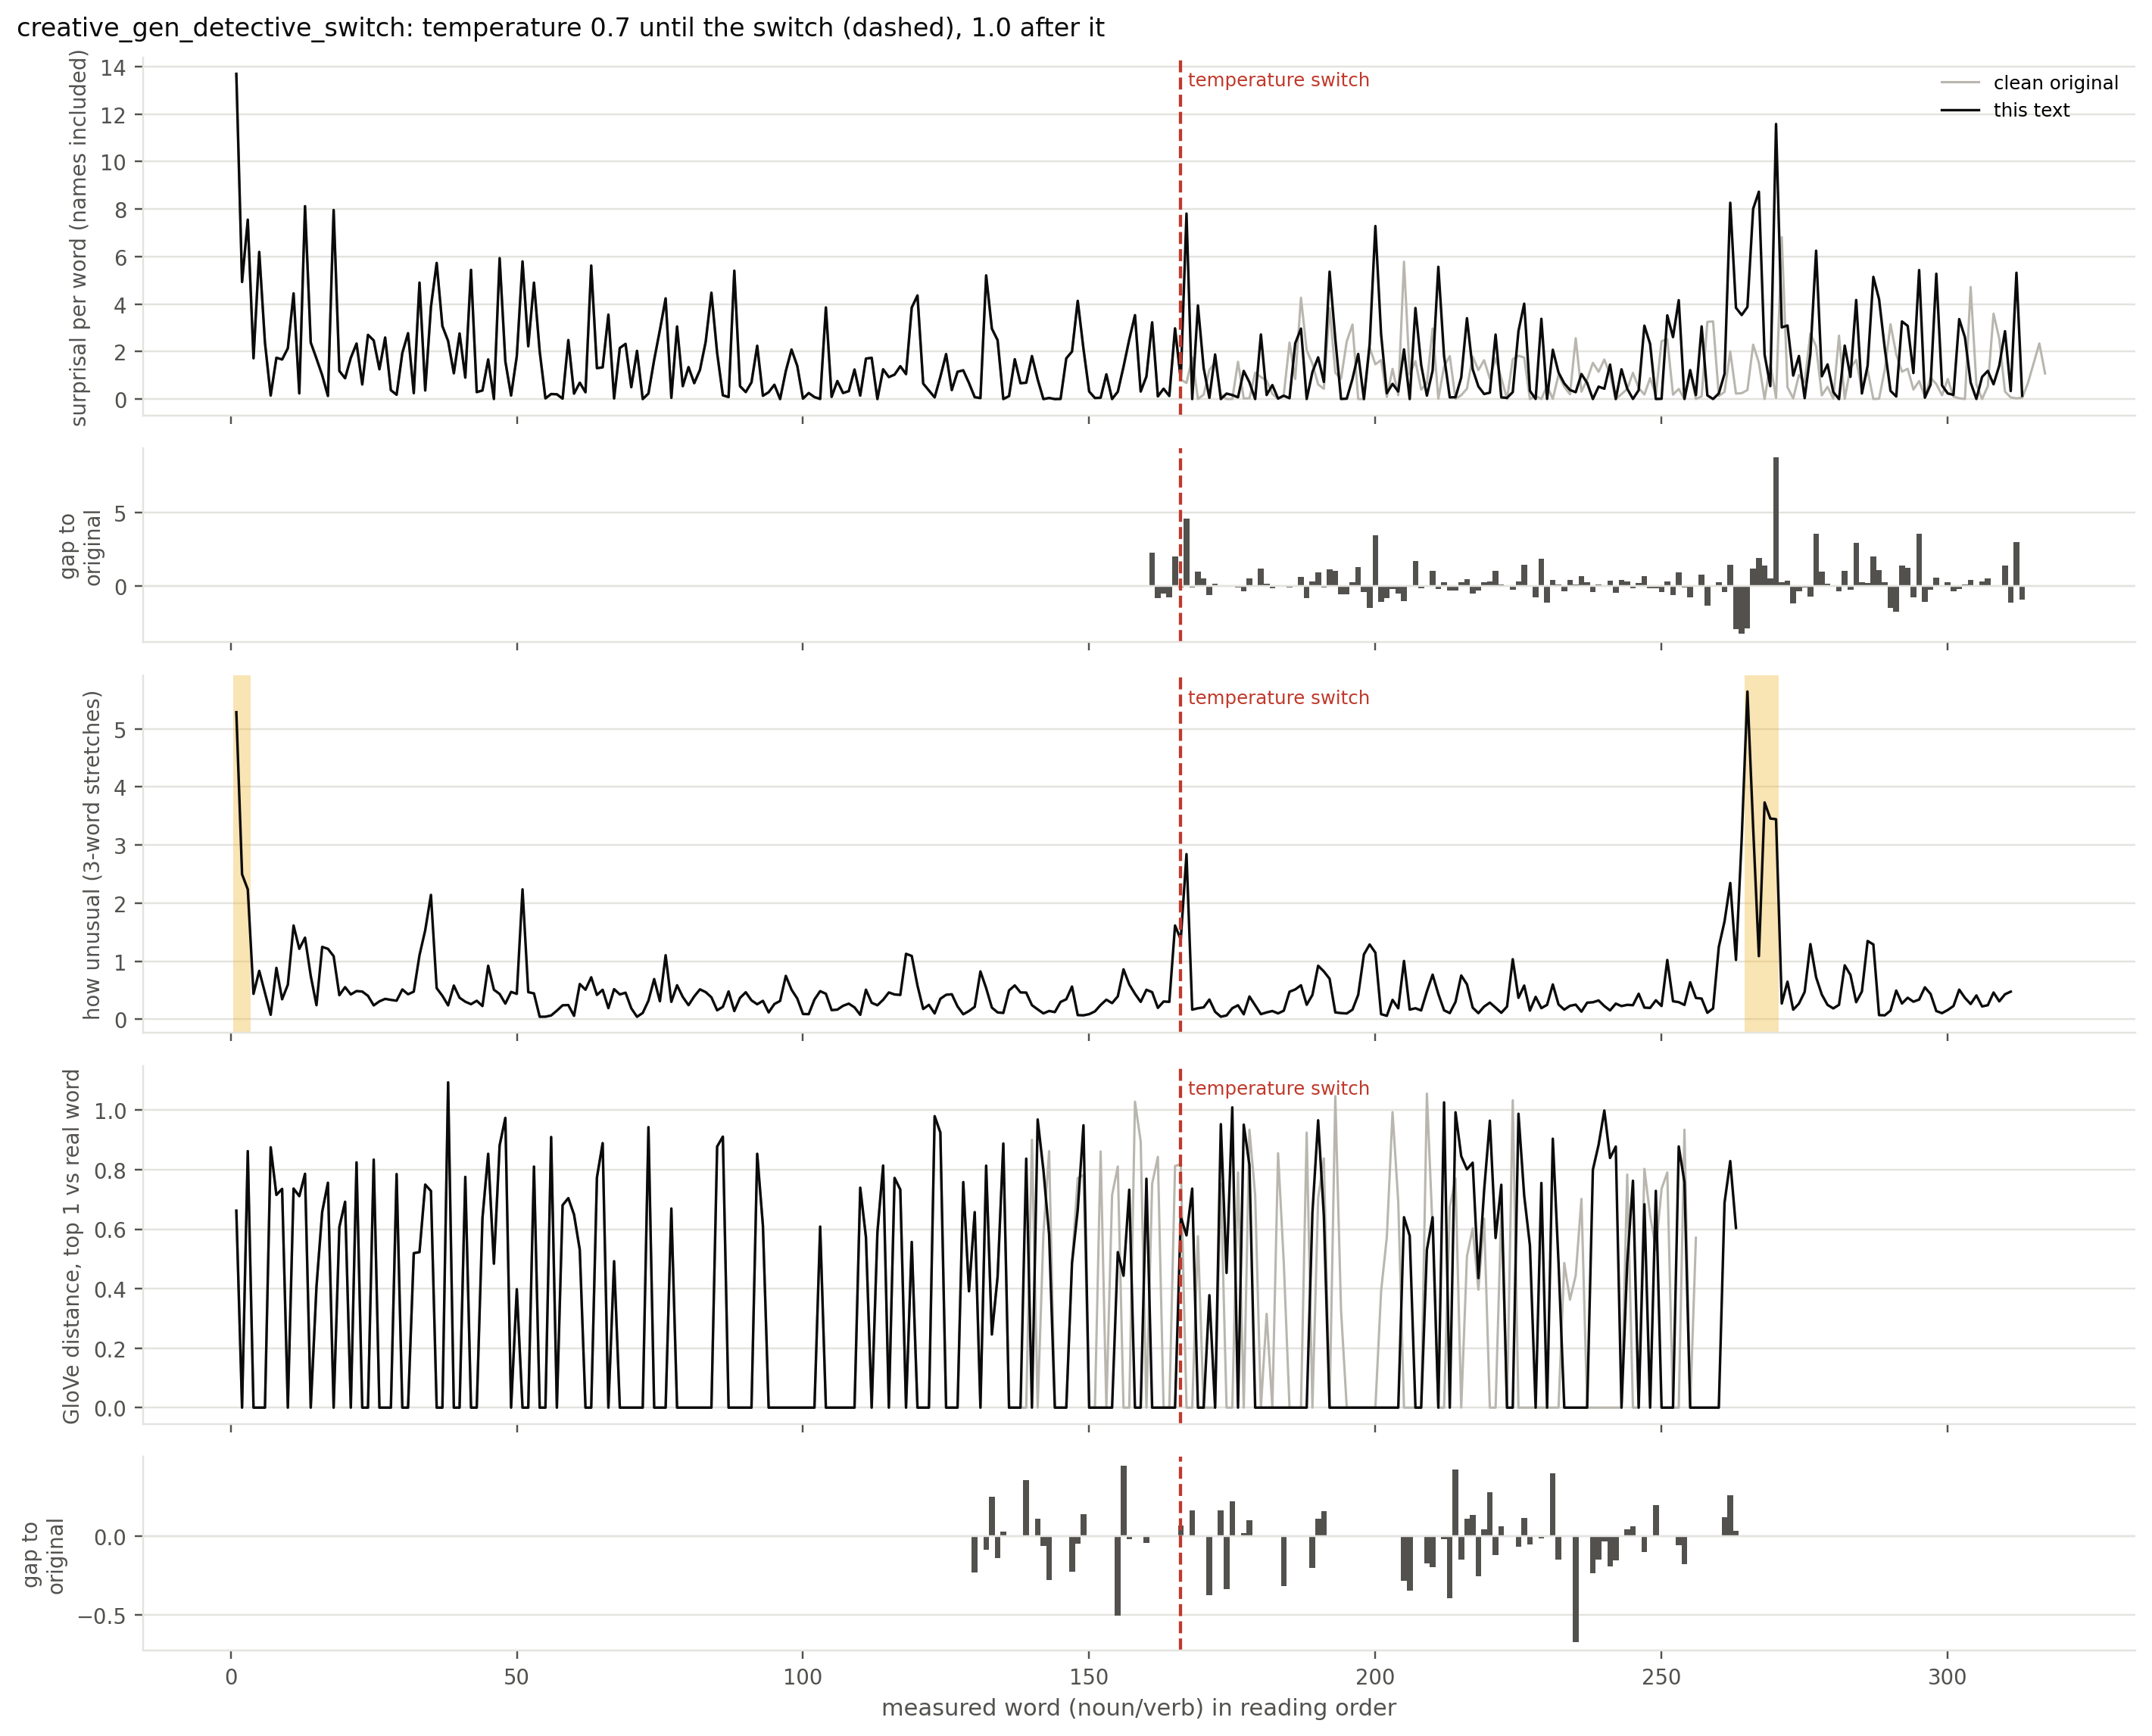 creative_gen_detective_switch: temperature 0.7 until the switch (dashed), 1.0 after it
surprisal per word (names included)
14
12
10
8
6
4
2
0
temperature switch
clean original
this text
gap to
original
5
0
how unusual (3-word stretches)
5
4
3
2
1
0
temperature switch
GloVe distance, top 1 vs real word
1.0
0.8
0.6
0.4
0.2
0.0
temperature switch
gap to
original
0.0
−0.5
0 50 100 150 200 250 300
measured word (noun/verb) in reading order